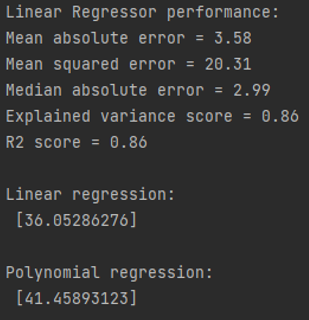 Linear Regressor performance:
Mean absolute error = 3.58
Mean squared error = 20.31
Median absolute error = 2.99
Explained variance score = 0.86
R2 score = 0.86
Linear regression:
[36.05286276]
Polynomial regression:
[41.45893123]